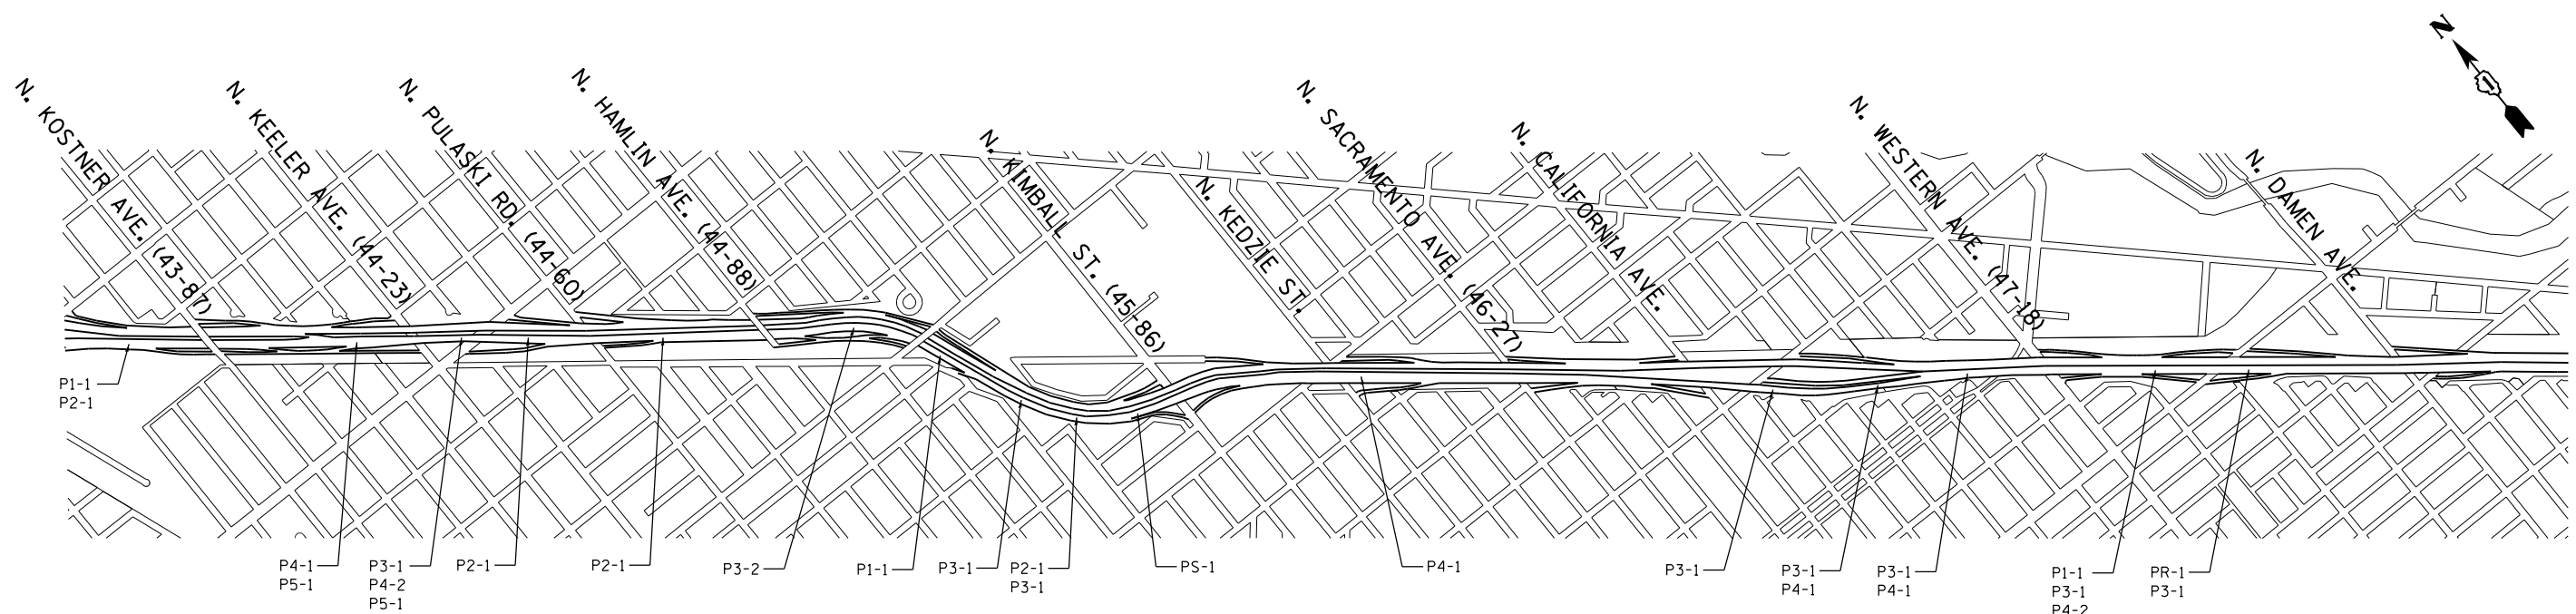 N. KOSTNER AVE. (43-87)
N. KEELER AVE. (44-23)
N. PULASKI RD. (44-60)
N. HAMLIN AVE. (44-88)
N. KIMBALL ST. (45-86)
N. KEDZIE ST.
N. SACRAMENTO AVE. (46-27)
N. CALIFORNIA AVE.
N. WESTERN AVE. (47-18)
N. DAMEN AVE.
N
P1-1
P2-1
P4-1
P5-1
P3-1
P4-2
P5-1
P2-1
P2-1
P3-2
P1-1
P3-1
P2-1
P3-1
PS-1
P4-1
P3-1
P3-1
P4-1
P3-1
P4-1
P1-1
P3-1
P4-2
PR-1
P3-1